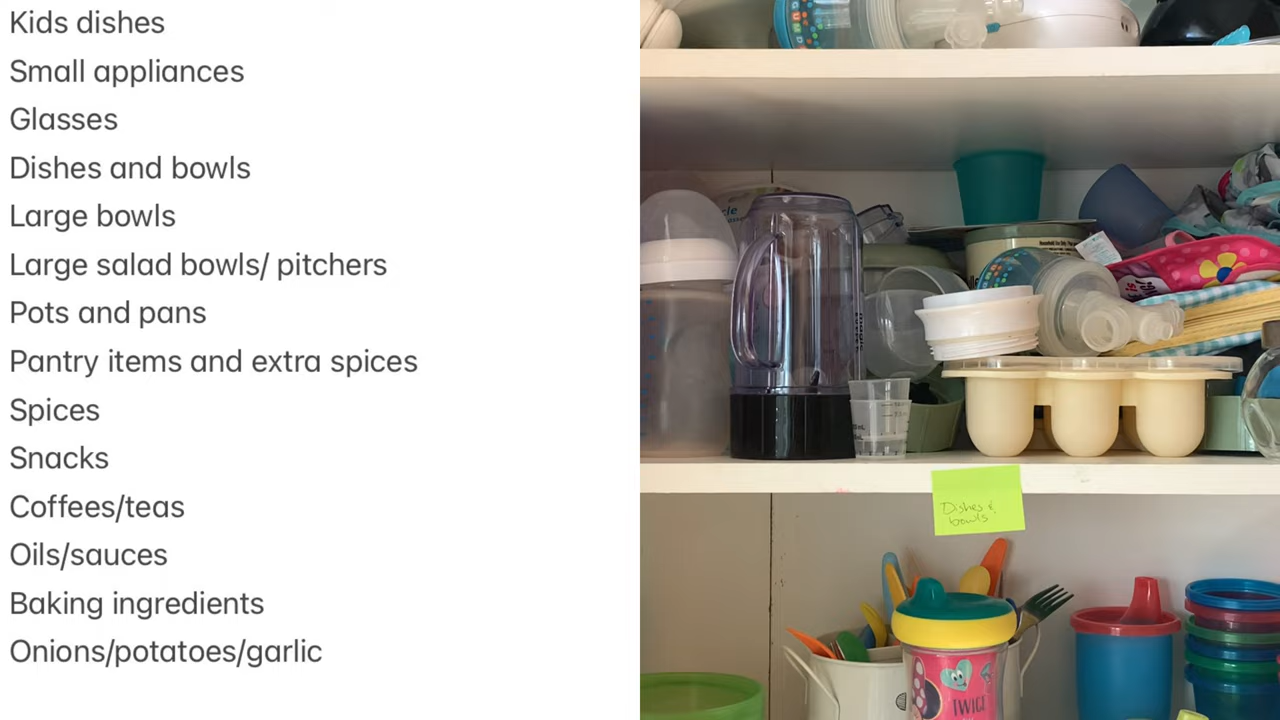 Kids dishes
Small appliances
Glasses
Dishes and bowls
Large bowls
Large salad bowls/ pitchers
Pots and pans
Pantry items and extra spices
Spices
Snacks
Coffees/teas
Oils/sauces
Baking ingredients
Onions/potatoes/garlic
Dishes &
bowls
TWICE